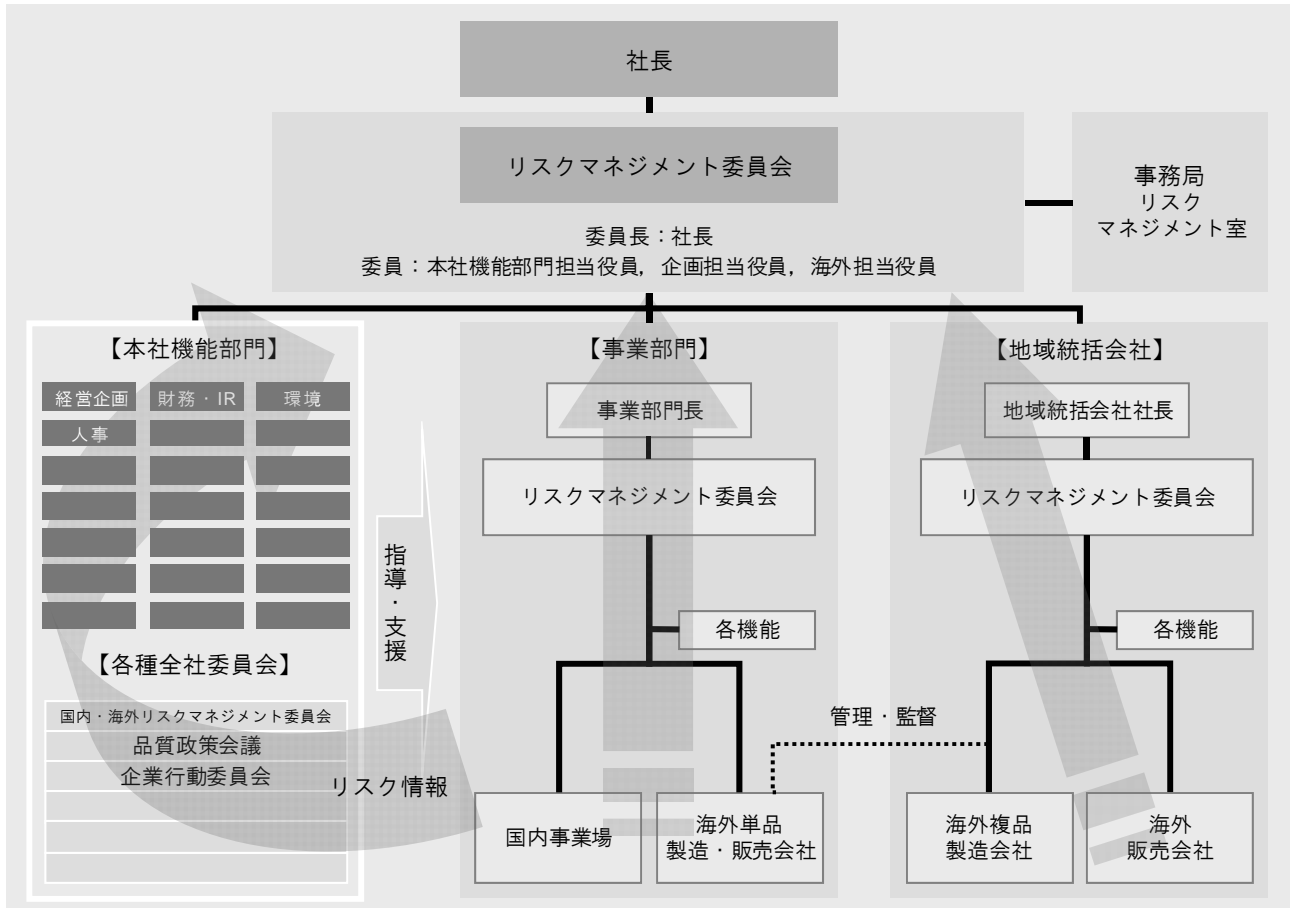 社長
リスクマネジメント委員会
委員長：社長
委員：本社機能部門担当役員，企画担当役員，海外担当役員
事務局
リスク
マネジメント室
【本社機能部門】
経営企画
財務・IR
環境
人事
【各種全社委員会】
国内・海外リスクマネジメント委員会
品質政策会議
企業行動委員会
指導・支援
リスク情報
【事業部門】
事業部門長
リスクマネジメント委員会
各機能
国内事業場
海外単品
製造・販売会社
管理・監督
【地域統括会社】
地域統括会社社長
リスクマネジメント委員会
各機能
海外複品
製造会社
海外
販売会社